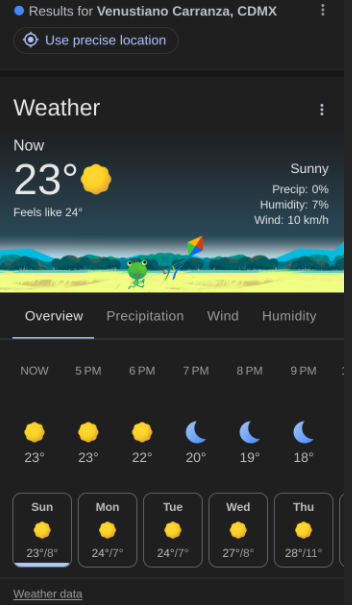 Results for Venustiano Carranza, CDMX
Use precise location
Weather
Now
23°
Feels like 24°
Sunny
Precip: 0%
Humidity: 7%
Wind: 10 km/h
Overview Precipitation Wind Humidity
NOW 5 PM 6 PM 7 PM 8 PM 9 PM
23° 23° 22° 20° 19° 18°
Sun Mon Tue Wed Thu
23°/8° 24°/7° 24°/7° 27°/8° 28°/11°
Weather data